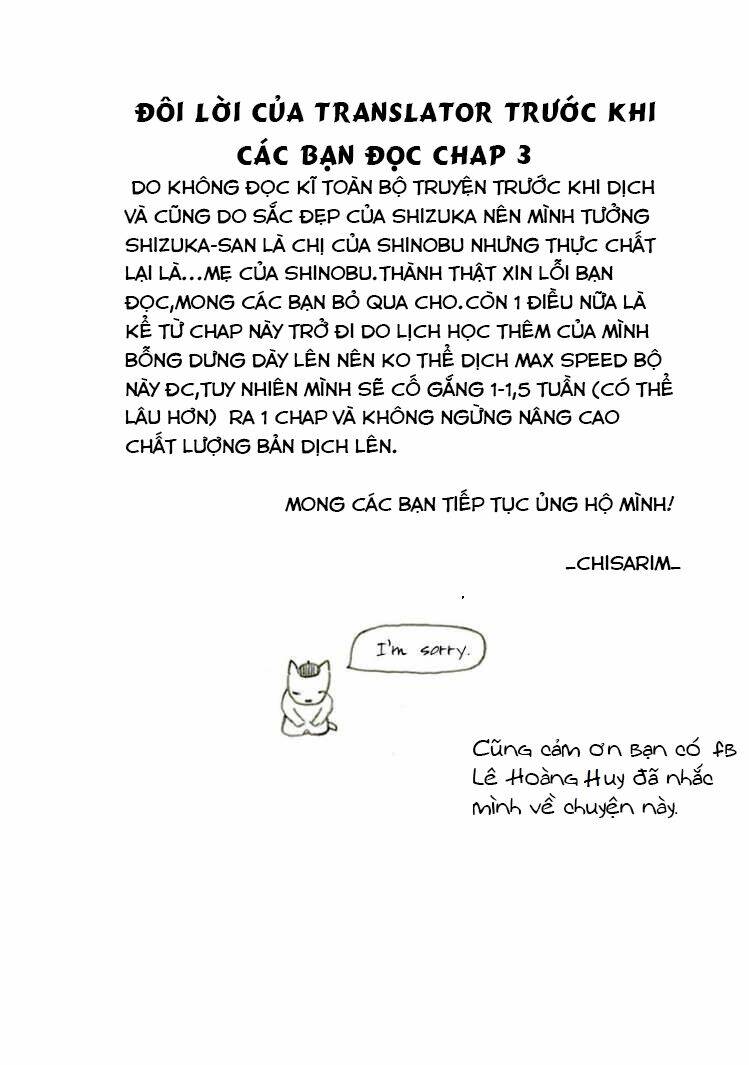 ĐÔI LỜI CỦA TRANSLATOR TRƯỚC KHI
CÁC BẠN ĐỌC CHAP 3
DO KHÔNG ĐỌC KĨ TOÀN BỘ TRUYỆN TRƯỚC KHI DỊCH
VÀ CŨNG DO SẮC ĐẸP CỦA SHIZUKA NÊN MÌNH TƯỞNG
SHIZUKA-SAN LÀ CHỊ CỦA SHINOBU NHƯNG THỰC CHẤT
LẠI LÀ...MẸ CỦA SHINOBU.THÀNH THẬT XIN LỖI BẠN
ĐỌC,MONG CÁC BẠN BỎ QUA CHO.CÒN 1 ĐIỀU NỮA LÀ
KỂ TỪ CHAP NÀY TRỞ ĐI DO LỊCH HỌC THÊM CỦA MÌNH
BỖNG DƯNG DÀY LÊN NÊN KO THỂ DỊCH MAX SPEED BỘ
NÀY ĐC,TUY NHIÊN MÌNH SẼ CỐ GẮNG 1-1,5 TUẦN (CÓ THỂ
LÂU HƠN) RA 1 CHAP VÀ KHÔNG NGỪNG NÂNG CAO
CHẤT LƯỢNG BẢN DỊCH LÊN.
MONG CÁC BẠN TIẾP TỤC ỦNG HỘ MÌNH!
_CHISARIM_
I'm sorry.
Cũng cảm ơn bạn có fb
Lê Hoàng Huy đã nhắc
mình về chuyện này.